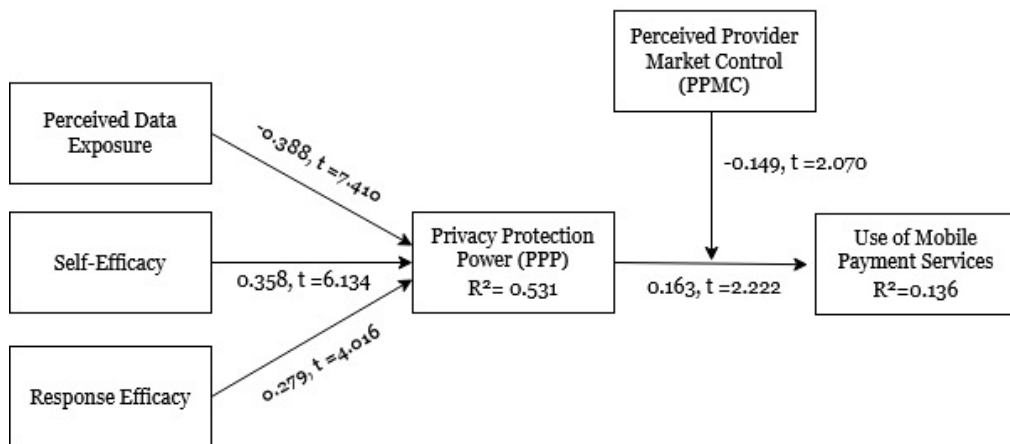 Perceived Provider
Market Control
(PPMC)
Perceived Data
Exposure
-0.388, t =7.410
-0.149, t =2.070
Self-Efficacy
0.358, t =6.134
Privacy Protection
Power (PPP)
R²= 0.531
0.163, t =2.222
Use of Mobile
Payment Services
R²=0.136
Response Efficacy
0.279, t =4.016